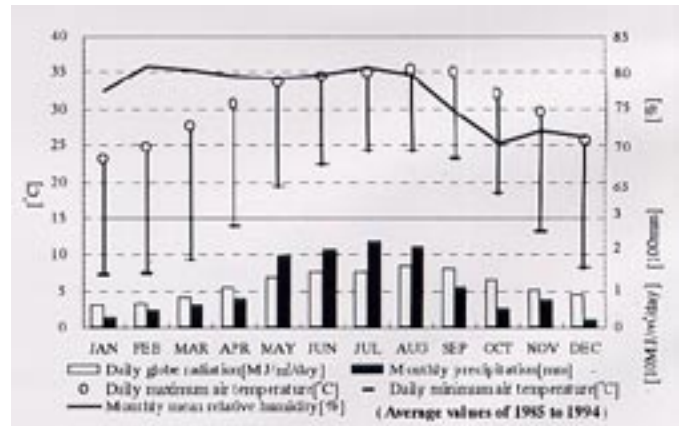 40 85
35 80
30 75 [%]
25 70
[°C] 20 65
15 3
10 2 [100mm]
5 1
0 0 [10MJ/m²/day]
JAN FEB MAR APR MAY JUN JUL AUG SEP OCT NOV DEC
Daily globe radiation[MJ/m²/day] Monthly precipitation[mm]
Daily maximum air temperature[°C] Daily minimum air temperature[°C]
Monthly mean relative humidity[%] (Average values of 1985 to 1994)